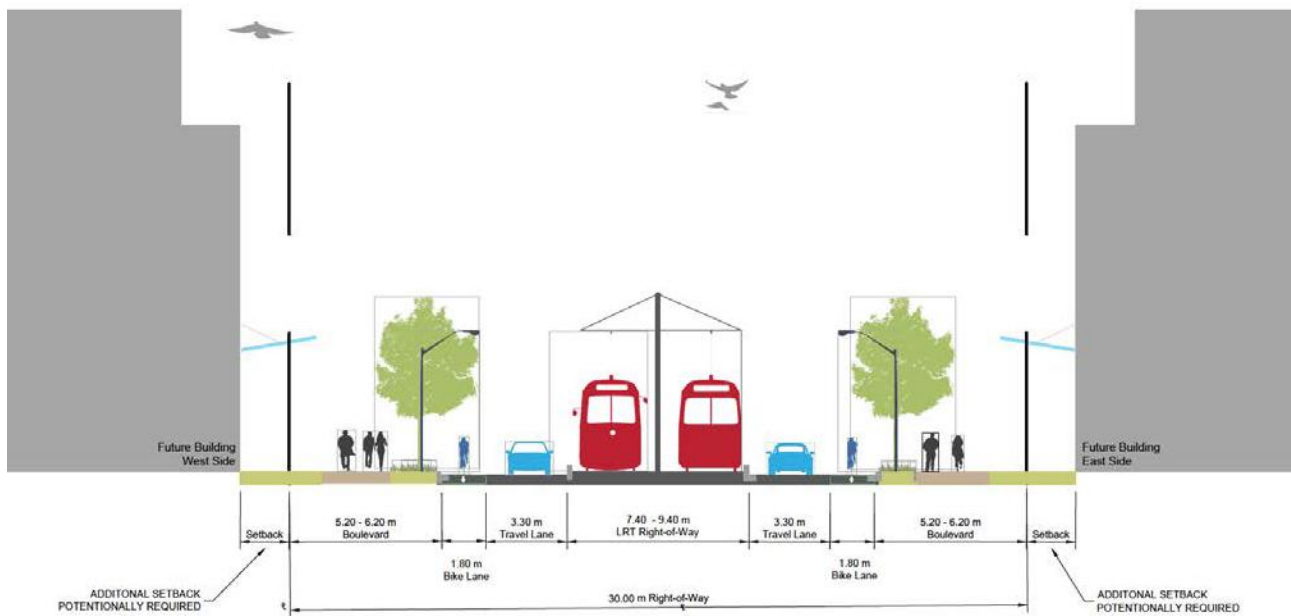 Future Building
West Side
Future Building
East Side
Setback
5.20 - 6.20 m
Boulevard
1.80 m
Bike Lane
3.30 m
Travel Lane
7.40 - 9.40 m
LRT Right-of-Way
3.30 m
Travel Lane
1.80 m
Bike Lane
5.20 - 6.20 m
Boulevard
Setback
ADDITONAL SETBACK
POTENTIALLY REQUIRED
30.00 m Right-of-Way
ADDITONAL SETBACK
POTENTIALLY REQUIRED